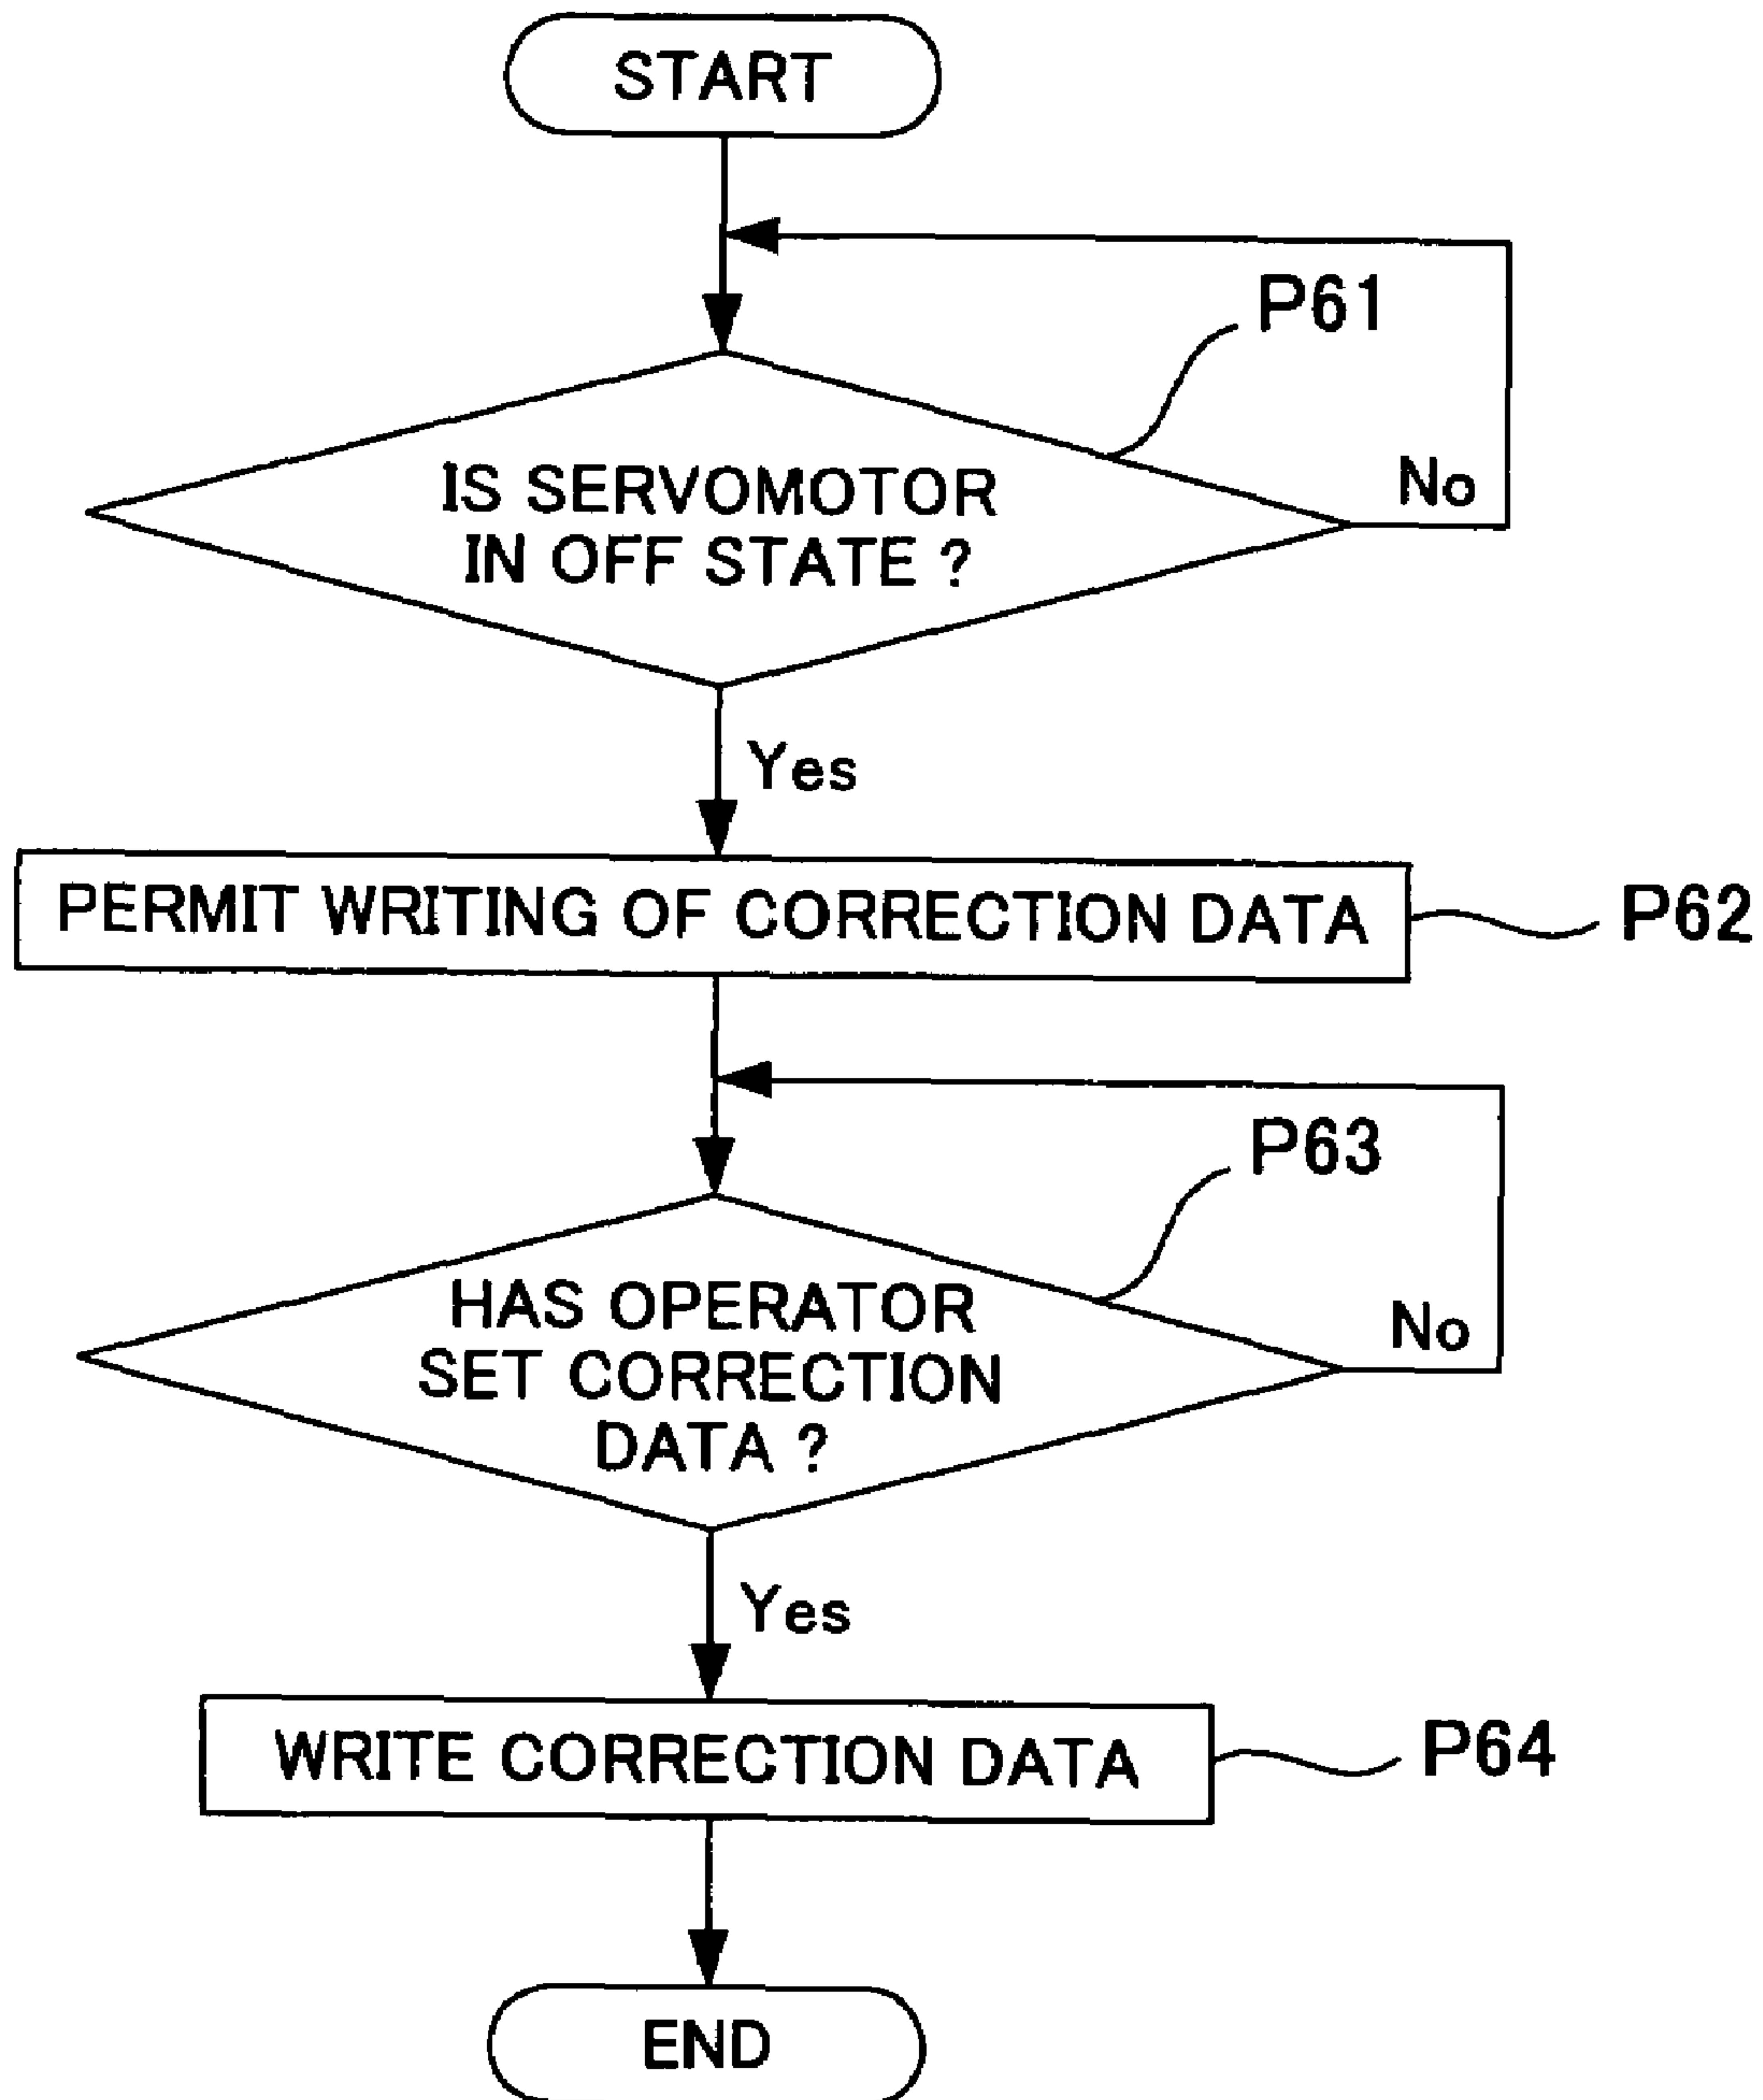 START
P61
IS SERVOMOTOR
IN OFF STATE ?
No
Yes
PERMIT WRITING OF CORRECTION DATA
P62
P63
HAS OPERATOR
SET CORRECTION
DATA ?
No
Yes
WRITE CORRECTION DATA
P64
END